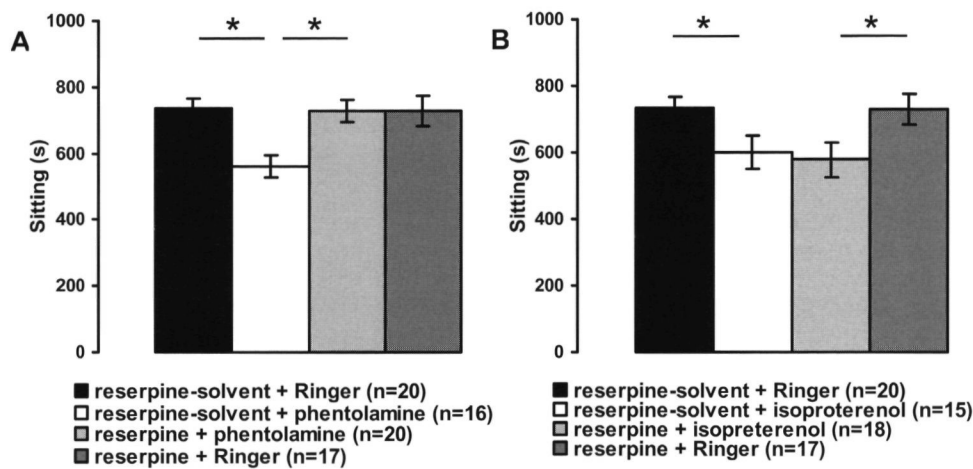 A
* *
1000
800
600
400
200
0
Sitting (s)
reserpine-solvent + Ringer (n=20)
reserpine-solvent + phentolamine (n=16)
reserpine + phentolamine (n=20)
reserpine + Ringer (n=17)
B
* *
1000
800
600
400
200
0
Sitting (s)
reserpine-solvent + Ringer (n=20)
reserpine-solvent + isoproterenol (n=15)
reserpine + isopreterenol (n=18)
reserpine + Ringer (n=17)